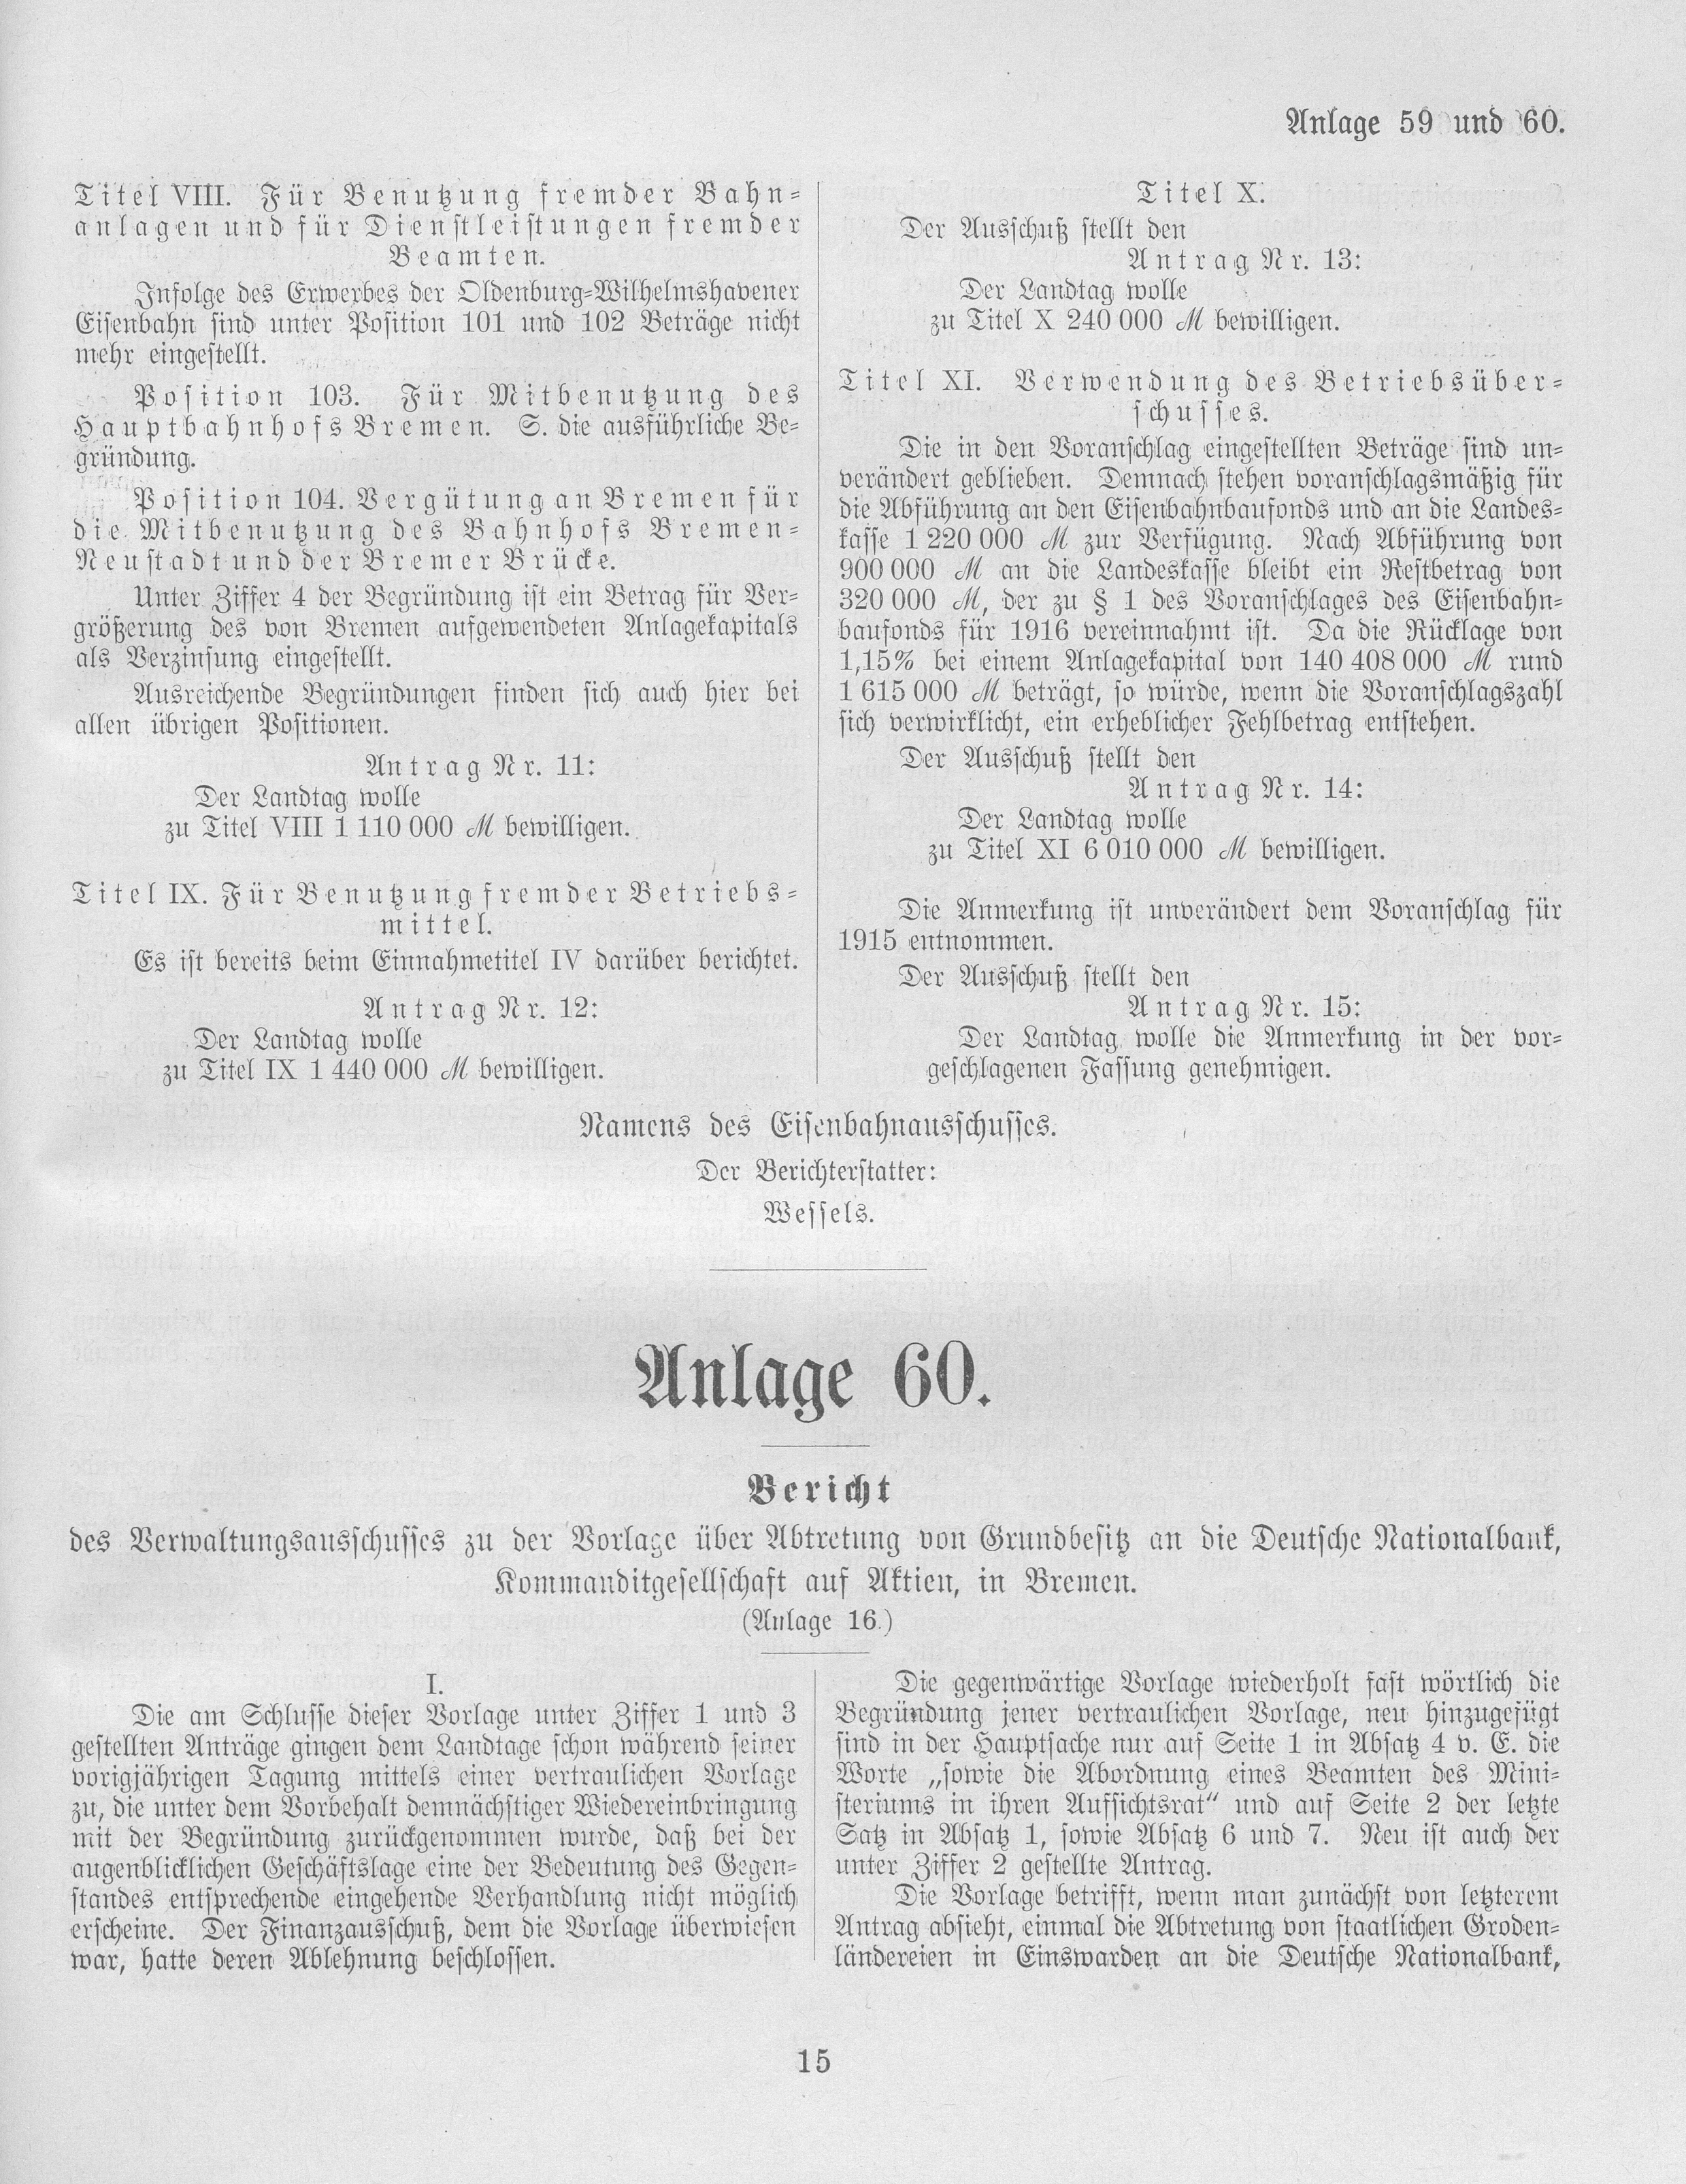 Anlage 59 und 60.
Titel VIII. Für Benutzung fremder Bahn-
anlagen und für Dienstleistungen fremder
Beamten.
Infolge des Erwerbes der Oldenburg-Wilhelmshavener
Eisenbahn sind unter Position 101 und 102 Beträge nicht
mehr eingestellt.
Position 103. Für Mitbenutzung des
Hauptbahnhofs Bremen. S. die ausführliche Be-
gründung.
Position 104. Vergütung an Bremen für
die Mitbenutzung des Bahnhofs Bremen-
Neustadt und der Bremer Brücke.
Unter Ziffer 4 der Begründung ist ein Betrag für Ver-
größerung des von Bremen aufgewendeten Anlagekapitals
als Verzinsung eingestellt.
Ausreichende Begründungen finden sich auch hier bei
allen übrigen Positionen.
Antrag Nr. 11:
Der Landtag wolle
zu Titel VIII 1 110 000 ℳ bewilligen.
Titel IX. Für Benutzung fremder Betriebs-
mittel.
Es ist bereits beim Einnahmetitel IV darüber berichtet.
Antrag Nr. 12:
Der Landtag wolle
zu Titel IX 1 440 000 ℳ bewilligen.
Titel X.
Der Ausschuß stellt den
Antrag Nr. 13:
Der Landtag wolle
zu Titel X 240 000 ℳ bewilligen.
Titel XI. Verwendung des Betriebsüber-
schusses.
Die in den Voranschlag eingestellten Beträge sind un-
verändert geblieben. Demnach stehen voranschlagsmäßig für
die Abführung an den Eisenbahnbaufonds und an die Landes-
kasse 1 220 000 ℳ zur Verfügung. Nach Abführung von
900 000 ℳ an die Landeskasse bleibt ein Restbetrag von
320 000 ℳ, der zu § 1 des Voranschlages des Eisenbahn-
baufonds für 1916 vereinnahmt ist. Da die Rücklage von
1,15% bei einem Anlagekapital von 140 408 000 ℳ rund
1 615 000 ℳ beträgt, so würde, wenn die Voranschlagszahl
sich verwirklicht, ein erheblicher Fehlbetrag entstehen.
Der Ausschuß stellt den
Antrag Nr. 14:
Der Landtag wolle
zu Titel XI 6 010 000 ℳ bewilligen.
Die Anmerkung ist unverändert dem Voranschlag für
1915 entnommen.
Der Ausschuß stellt den
Antrag Nr. 15:
Der Landtag wolle die Anmerkung in der vor-
geschlagenen Fassung genehmigen.
Namens des Eisenbahnausschusses.
Der Berichterstatter:
Wessels.
Anlage 60.
Bericht
des Verwaltungsausschusses zu der Vorlage über Abtretung von Grundbesitz an die Deutsche Nationalbank,
Kommanditgesellschaft auf Aktien, in Bremen.
(Anlage 16.)
I.
Die am Schlusse dieser Vorlage unter Ziffer 1 und 3
gestellten Anträge gingen dem Landtage schon während seiner
vorigjährigen Tagung mittels einer vertraulichen Vorlage
zu, die unter dem Vorbehalt demnächstiger Wiedereinbringung
mit der Begründung zurückgenommen wurde, daß bei der
augenblicklichen Geschäftslage eine der Bedeutung des Gegen-
standes entsprechende eingehende Verhandlung nicht möglich
erscheine. Der Finanzausschuß, dem die Vorlage überwiesen
war, hatte deren Ablehnung beschlossen.
Die gegenwärtige Vorlage wiederholt fast wörtlich die
Begründung jener vertraulichen Vorlage, neu hinzugefügt
sind in der Hauptsache nur auf Seite 1 in Absatz 4 v. E. die
Worte „sowie die Abordnung eines Beamten des Mini-
steriums in ihren Aufsichtsrat“ und auf Seite 2 der letzte
Satz in Absatz 1, sowie Absatz 6 und 7. Neu ist auch der
unter Ziffer 2 gestellte Antrag.
Die Vorlage betrifft, wenn man zunächst von letzterem
Antrag absieht, einmal die Abtretung von staatlichen Groden-
ländereien in Einswarden an die Deutsche Nationalbank,
15